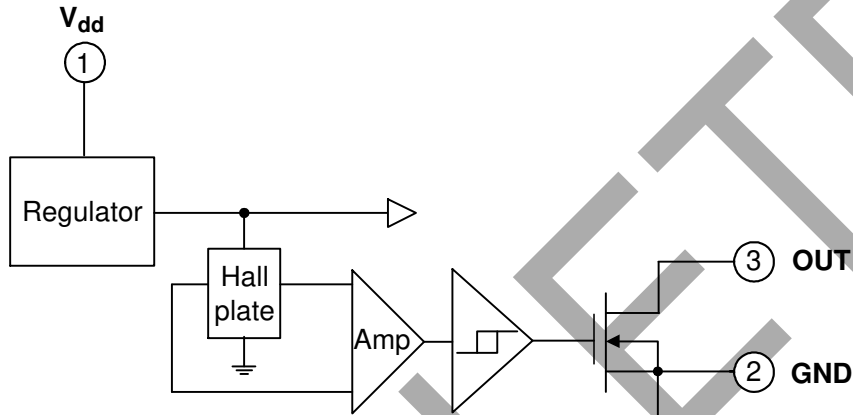 Vdd
1
Regulator
Hall
plate
Amp
3 OUT
2 GND